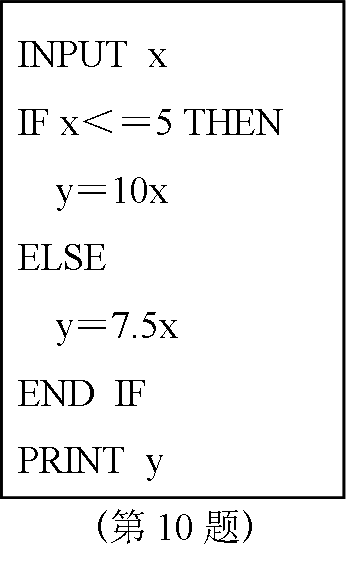 INPUT x
IF x＜＝5 THEN
y＝10x
ELSE
y＝7.5x
END IF
PRINT y
(第 10 题)